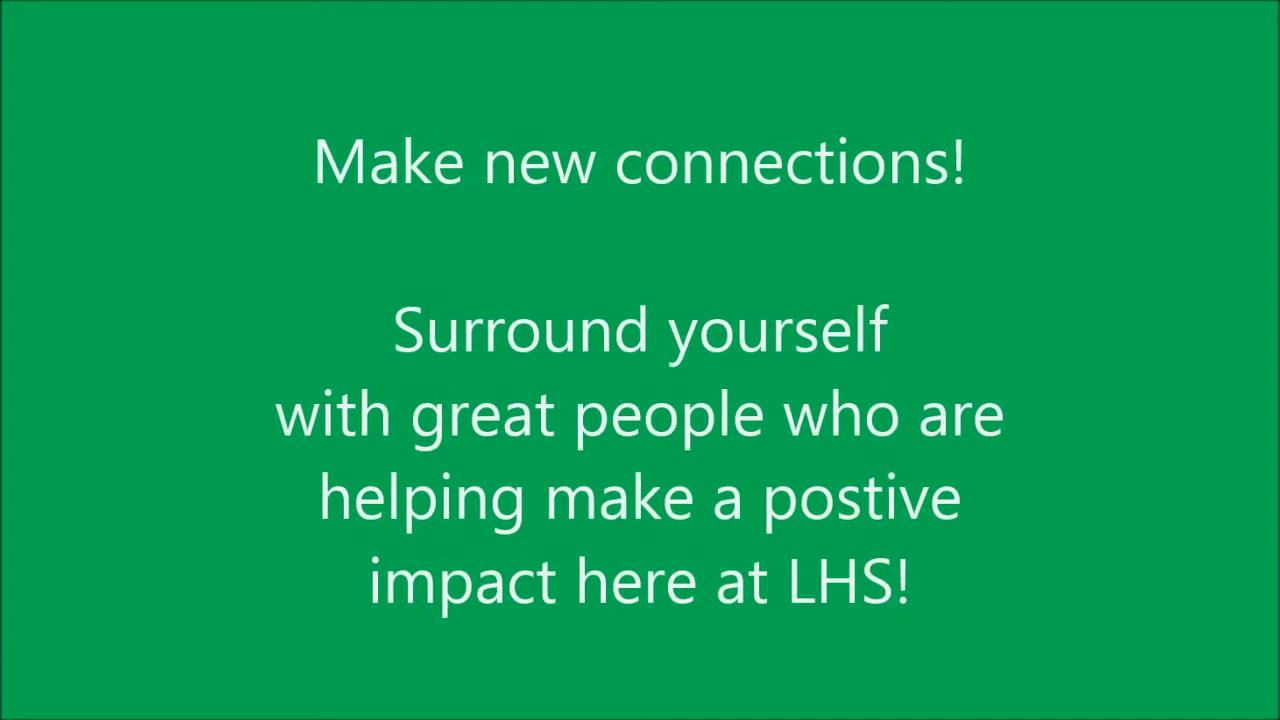 Make new connections!
Surround yourself
with great people who are
helping make a postive
impact here at LHS!